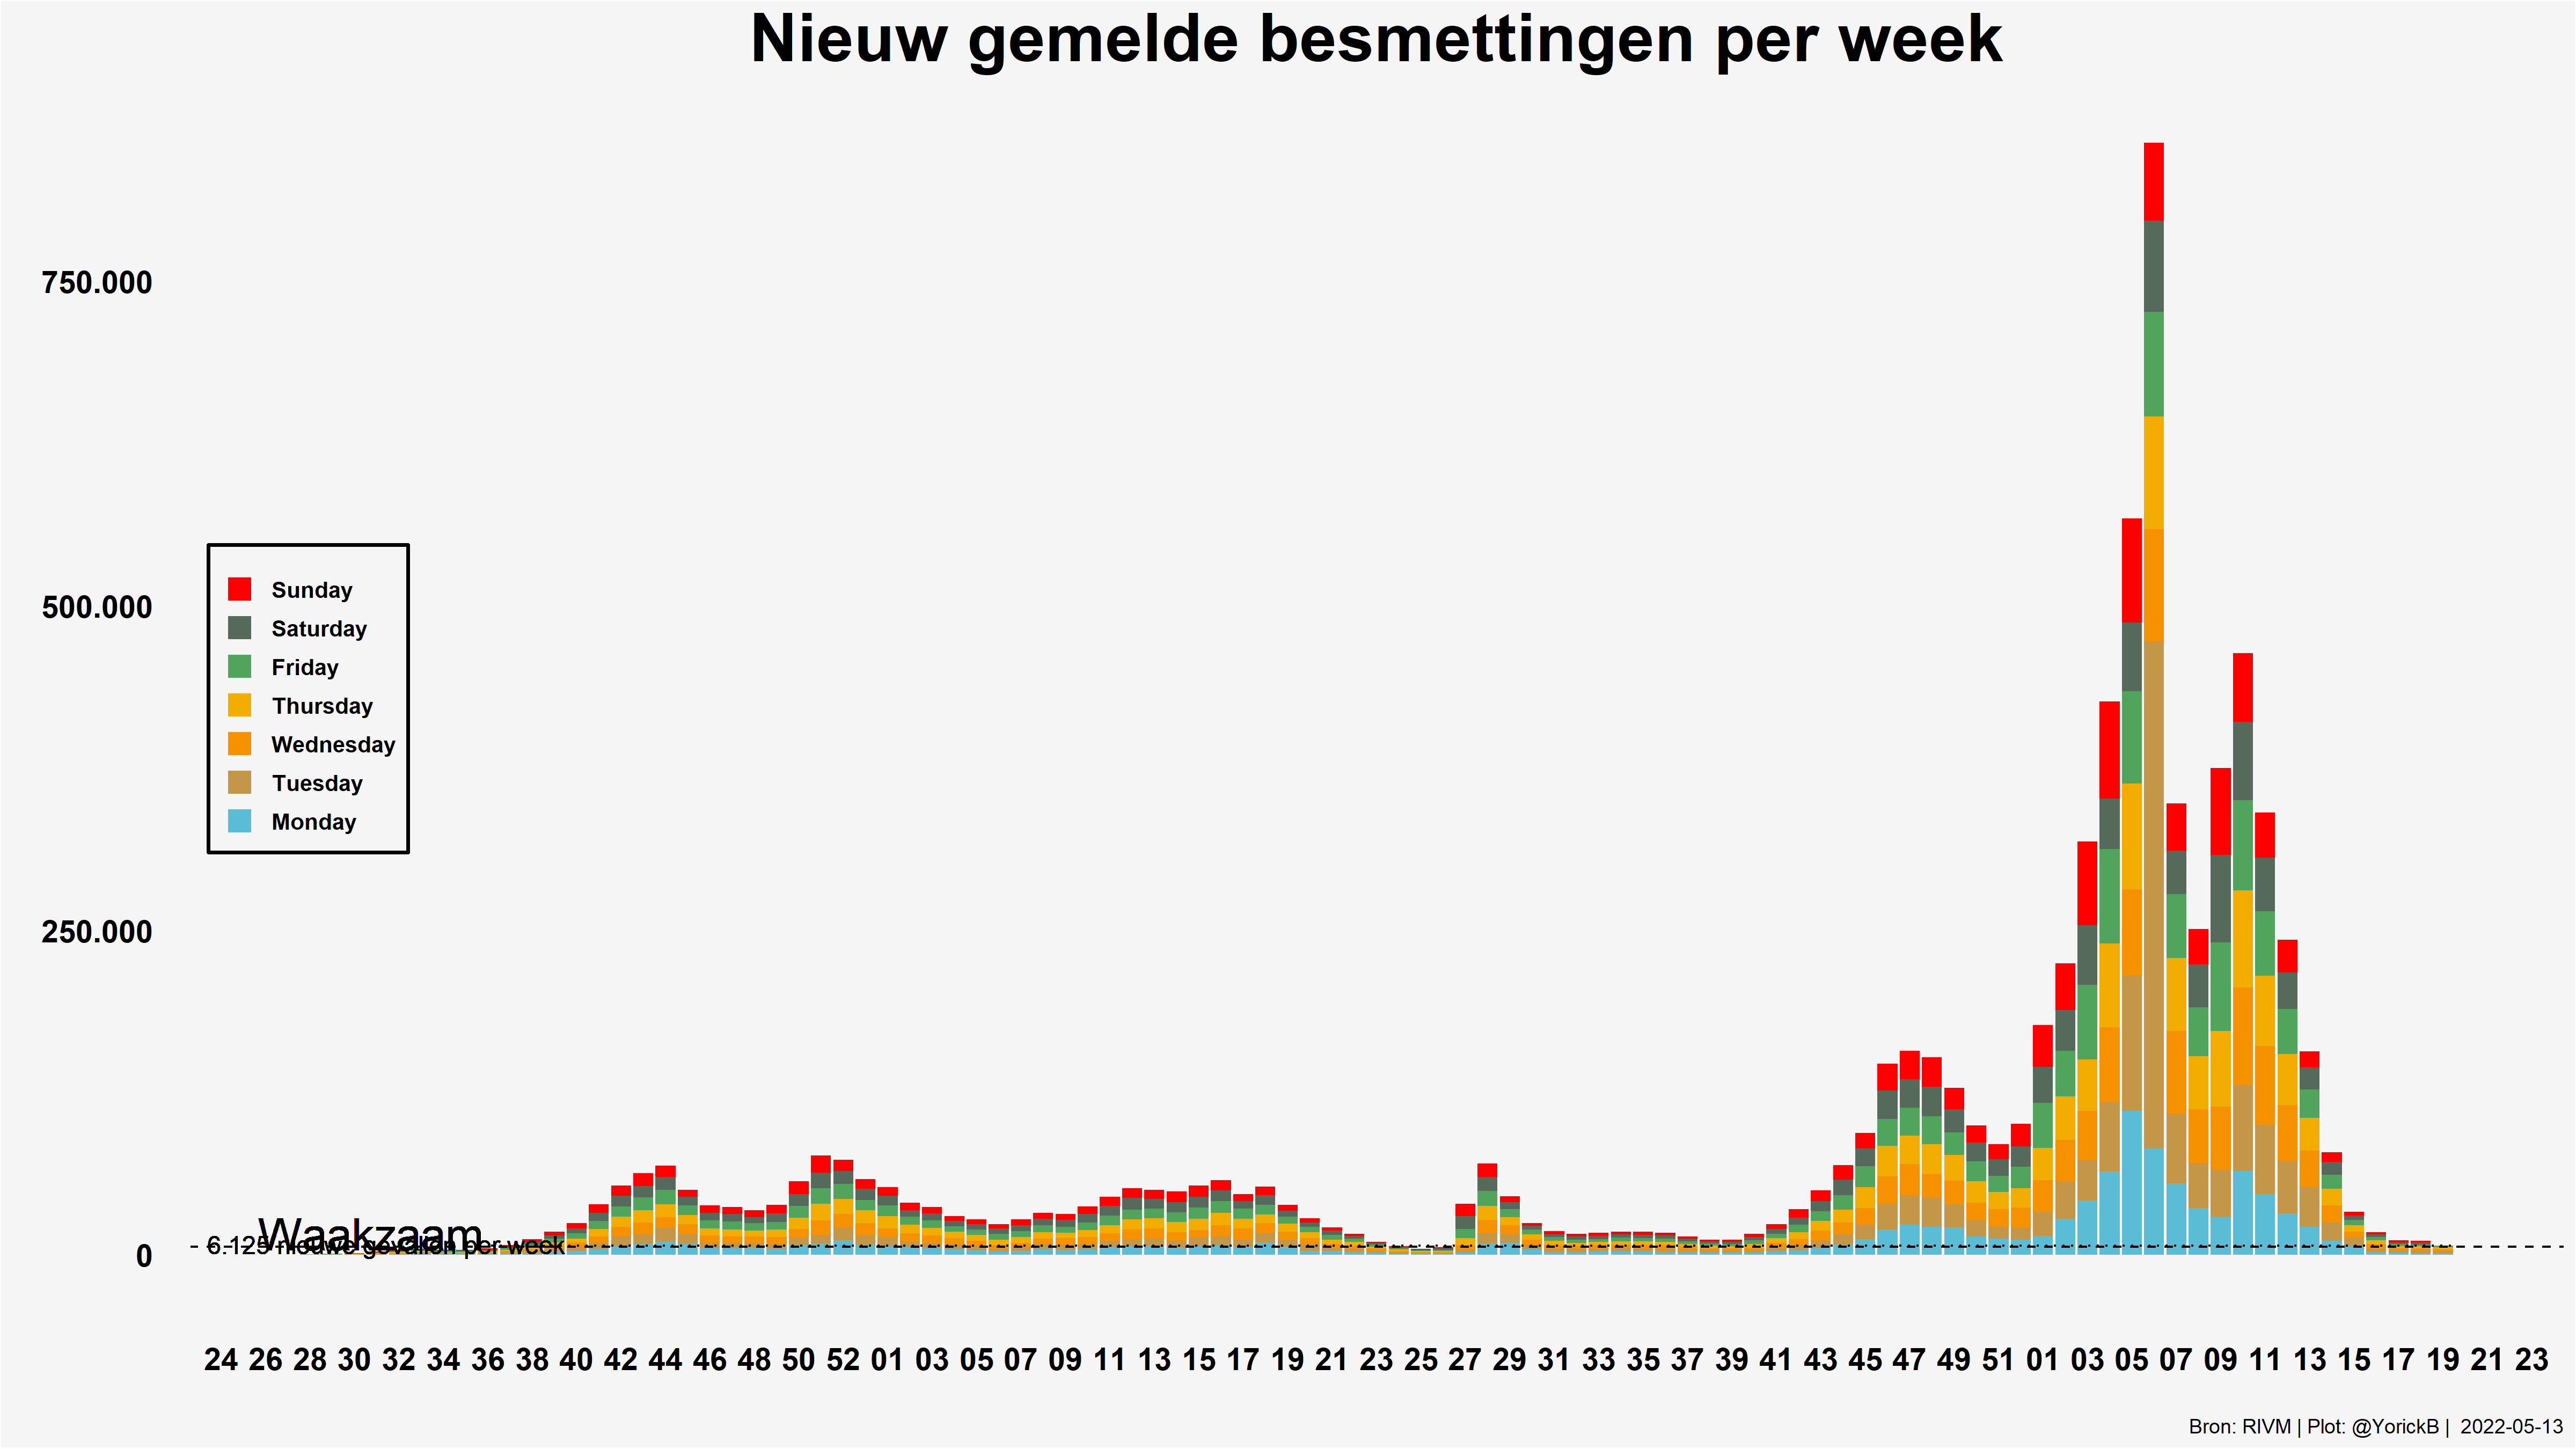 Nieuw gemelde besmettingen per week
750.000
500.000
250.000
0
Sunday
Saturday
Friday
Thursday
Wednesday
Tuesday
Monday
Waakzaam
6.125 nieuwe gevallen per week
24 26 28 30 32 34 36 38 40 42 44 46 48 50 52 01 03 05 07 09 11 13 15 17 19 21 23 25 27 29 31 33 35 37 39 41 43 45 47 49 51 01 03 05 07 09 11 13 15 17 19 21 23
Bron: RIVM | Plot: @YorickB | 2022-05-13